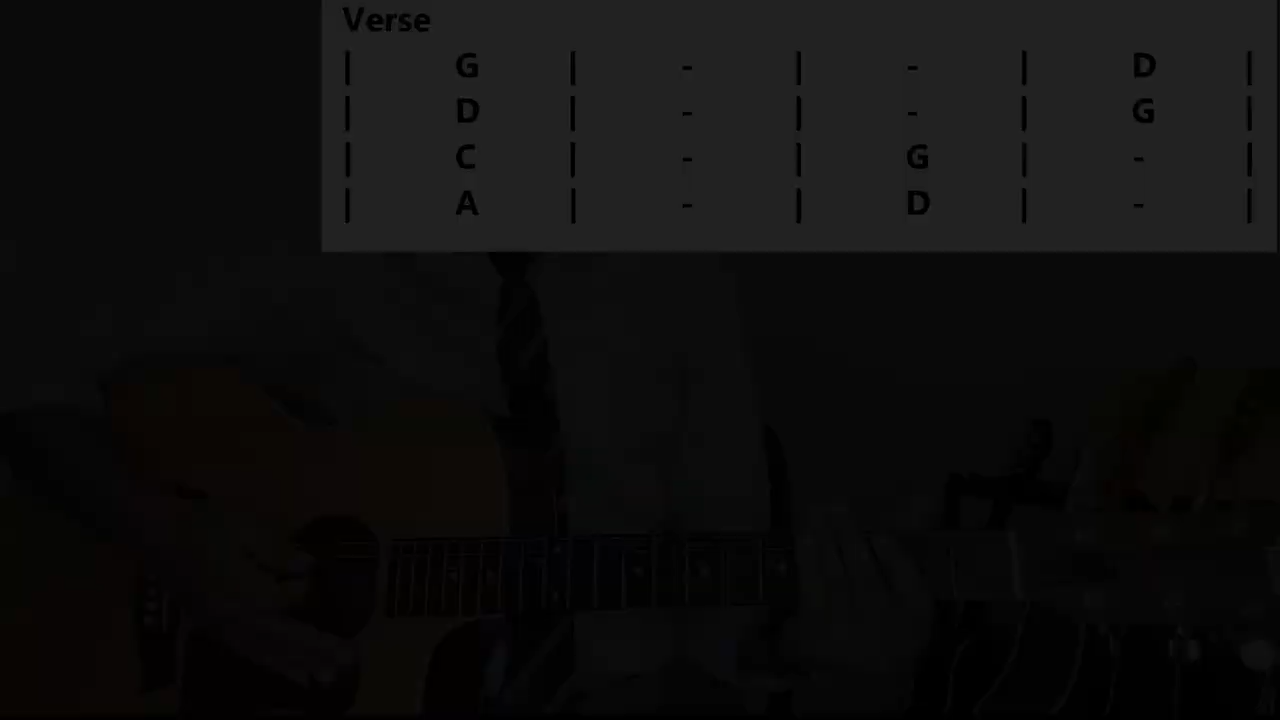 Verse
| G | - | - | D |
| D | - | - | G |
| C | - | G | - |
| A | - | D | - |